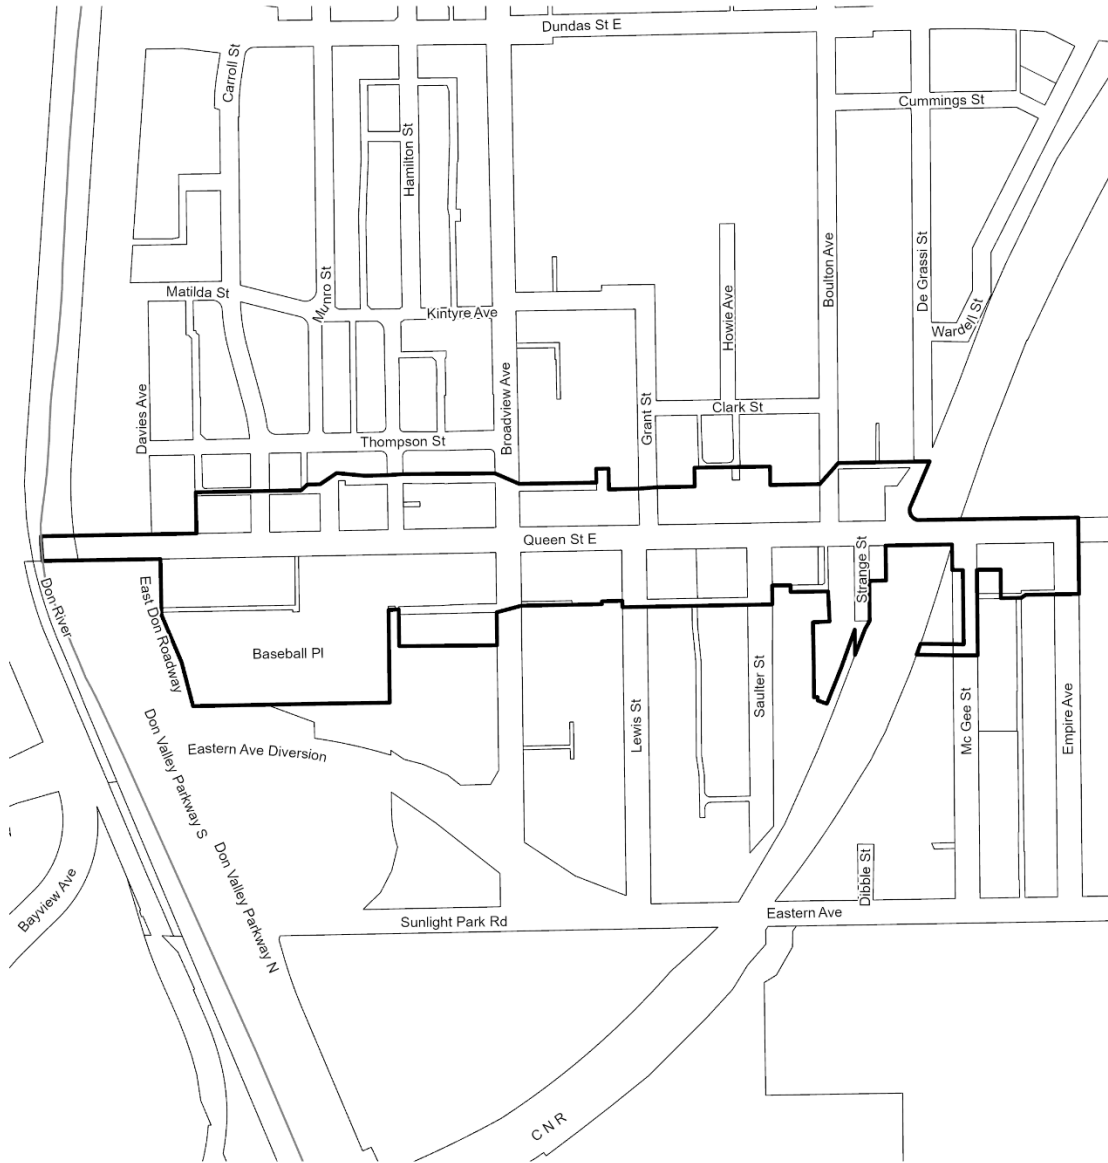 Dundas St E
Carroll St
Cummings St
Hamilton St
De Grassi St
Boulton Ave
Matilda St
Munro St
Kintyre Ave
Howie Ave
Wardell St
Davies Ave
Broadview Ave
Grant St
Clark St
Thompson St
Queen St E
Strange St
Don River
East Don Roadway
Baseball Pl
Saulter St
Lewis St
Mc Gee St
Empire Ave
Eastern Ave Diversion
Don Valley Parkway S
Don Valley Parkway N
Dibble St
Bayview Ave
Sunlight Park Rd
Eastern Ave
C N R